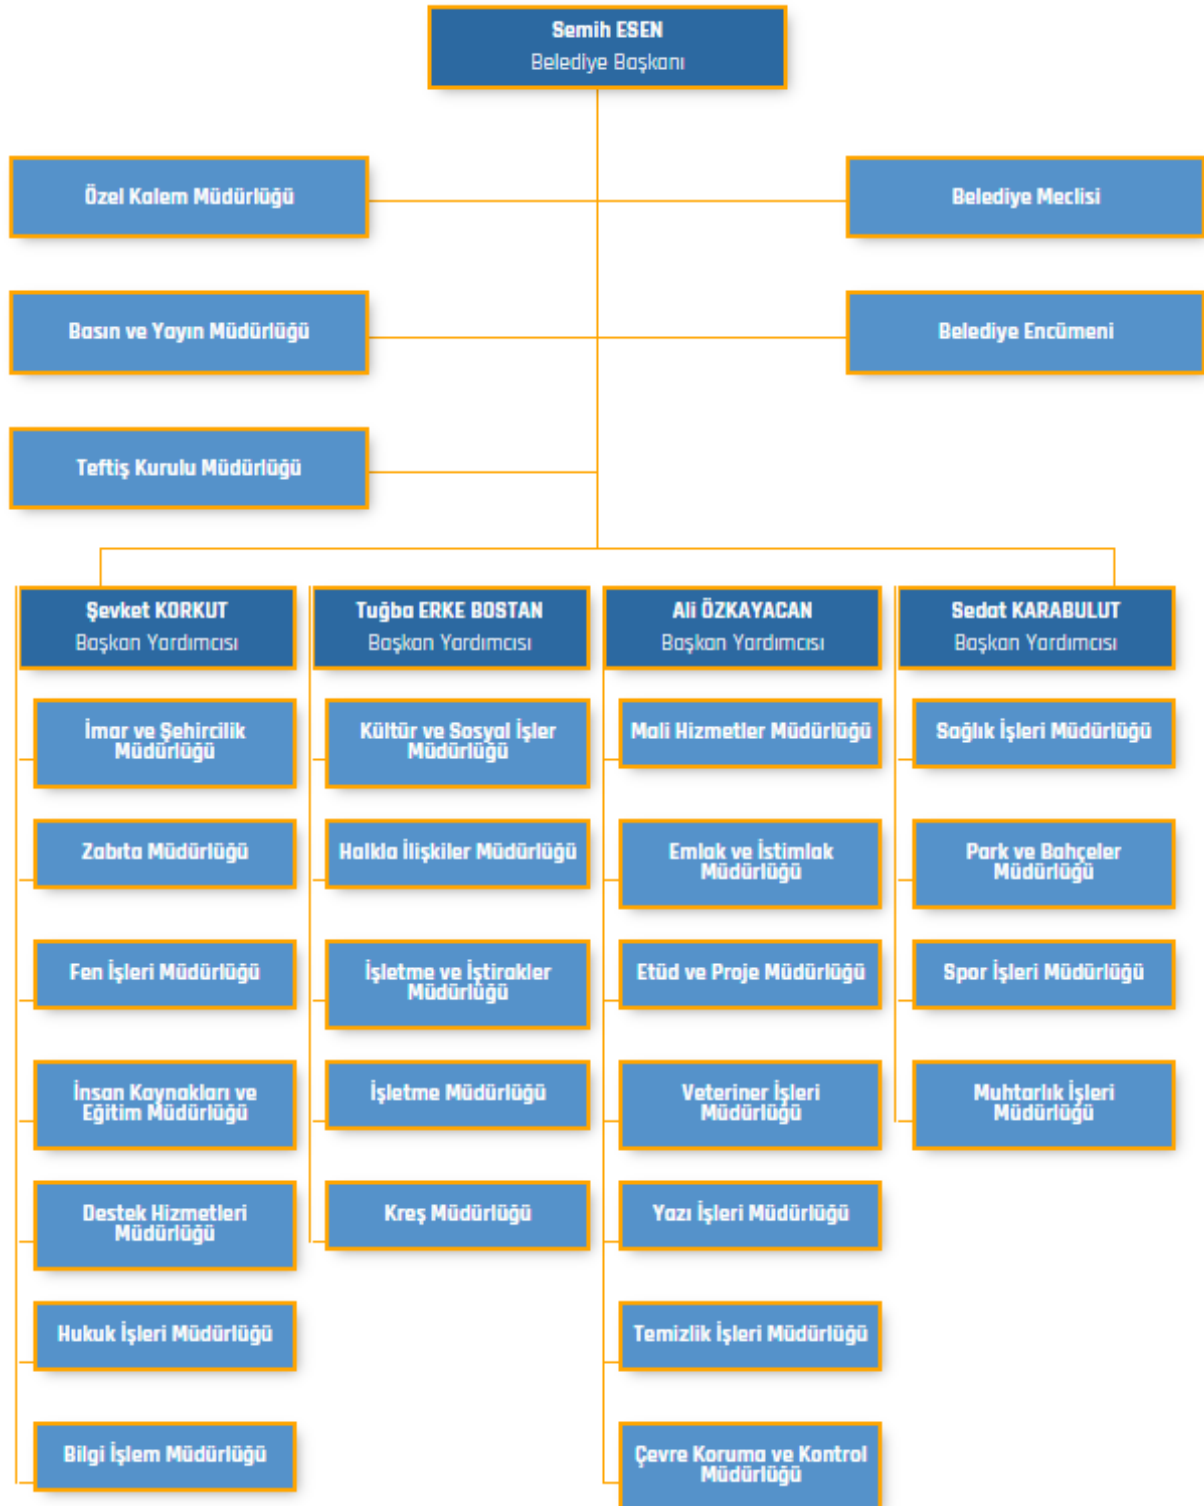 Semih ESEN
Belediye Başkanı
Özel Kalem Müdürlüğü
Belediye Meclisi
Basın ve Yayın Müdürlüğü
Belediye Encümeni
Teftiş Kurulu Müdürlüğü
Şevket KORKUT
Başkan Yardımcısı
İmar ve Şehircilik
Müdürlüğü
Zabıta Müdürlüğü
Fen İşleri Müdürlüğü
İnsan Kaynakları ve
Eğitim Müdürlüğü
Destek Hizmetleri
Müdürlüğü
Hukuk İşleri Müdürlüğü
Bilgi İşlem Müdürlüğü
Tuğba ERKE BOSTAN
Başkan Yardımcısı
Kültür ve Sosyal İşler
Müdürlüğü
Halkla İlişkiler Müdürlüğü
İşletme ve İştirakler
Müdürlüğü
İşletme Müdürlüğü
Kreş Müdürlüğü
Ali ÖZKAYACAN
Başkan Yardımcısı
Mali Hizmetler Müdürlüğü
Emlak ve İstimlak
Müdürlüğü
Etüd ve Proje Müdürlüğü
Veteriner İşleri
Müdürlüğü
Yazı İşleri Müdürlüğü
Temizlik İşleri Müdürlüğü
Çevre Koruma ve Kontrol
Müdürlüğü
Sedat KARABULUT
Başkan Yardımcısı
Sağlık İşleri Müdürlüğü
Park ve Bahçeler
Müdürlüğü
Spor İşleri Müdürlüğü
Muhtarlık İşleri
Müdürlüğü